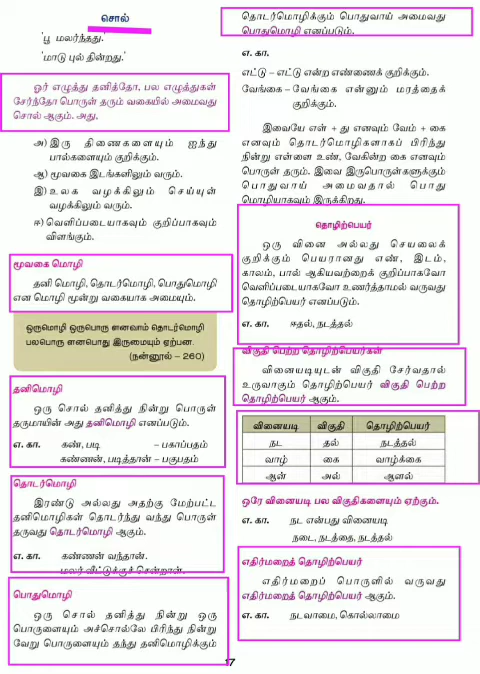 சொல்
'பூ மலர்ந்தது.'
'மாடு புல் தின்றது.'
ஓர் எழுத்து தனித்தோ, பல எழுத்துகள்
சேர்ந்தோ பொருள் தரும் வகையில் அமைவது
சொல் ஆகும். அது,
அ) இரு திணைகளையும் ஐந்து
பால்களையும் குறிக்கும்.
ஆ) மூவகை இடங்களிலும் வரும்.
இ) உலக வழக்கிலும் செய்யுள்
வழக்கிலும் வரும்.
ஈ) வெளிப்படையாகவும் குறிப்பாகவும்
விளங்கும்.
மூவகை மொழி
தனி மொழி, தொடர்மொழி, பொதுமொழி
என மொழி மூன்று வகையாக அமையும்.
ஒருமொழி ஒருபொரு ளனவாம் தொடர்மொழி
பலபொரு ளனபொது இருமையும் ஏற்பன
(நன்னூல் – 260)
தனிமொழி
ஒரு சொல் தனித்து நின்று பொருள்
தருமாயின் அது தனிமொழி எனப்படும்.
எ. கா. கண், படி – பகாப்பதம்
கண்ணன், படித்தான் – பகுபதம்
தொடர்மொழி
இரண்டு அல்லது அதற்கு மேற்பட்ட
தனிமொழிகள் தொடர்ந்து வந்து பொருள்
தருவது தொடர்மொழி ஆகும்.
எ. கா. கண்ணன் வந்தான்.
மலர் வீட்டுக்குச் சென்றாள்.
பொதுமொழி
ஒரு சொல் தனித்து நின்று ஒரு
பொருளையும் அச்சொல்லே பிரிந்து நின்று
வேறு பொருளையும் தந்து தனிமொழிக்கும்
தொடர்மொழிக்கும் பொதுவாய் அமைவது
பொதுமொழி எனப்படும்.
எ. கா.
எட்டு – எட்டு என்ற எண்ணைக் குறிக்கும்.
வேங்கை – வேங்கை என்னும் மரத்தைக்
குறிக்கும்.
இவையே எள் + து எனவும் வேம் + கை
எனவும் தொடர்மொழிகளாகப் பிரிந்து
நின்று எள்ளை உண், வேகின்ற கை எனவும்
பொருள் தரும். இவை இருபொருள்களுக்கும்
பொதுவாய் அமைவதால் பொது
மொழியாகவும் இருக்கிறது.
தொழிற்பெயர்
ஒரு வினை அல்லது செயலைக்
குறிக்கும் பெயரானது எண், இடம்,
காலம், பால் ஆகியவற்றைக் குறிப்பாகவோ
வெளிப்படையாகவோ உணர்த்தாமல் வருவது
தொழிற்பெயர் எனப்படும்.
எ. கா. ஈதல், நடத்தல்
விகுதி பெற்ற தொழிற்பெயர்கள்
வினையடியுடன் விகுதி சேர்வதால்
உருவாகும் தொழிற்பெயர் விகுதி பெற்ற
தொழிற்பெயர் ஆகும்.
வினையடி விகுதி தொழிற்பெயர்
நட தல் நடத்தல்
வாழ் கை வாழ்க்கை
ஆள் அல் ஆளல்
ஒரே வினையடி பல விகுதிகளையும் ஏற்கும்.
எ. கா. நட என்பது வினையடி
நடை, நடத்தை, நடத்தல்
எதிர்மறைத் தொழிற்பெயர்
எதிர்மறைப் பொருளில் வருவது
எதிர்மறைத் தொழிற்பெயர் ஆகும்.
எ. கா. நடவாமை, கொல்லாமை
17